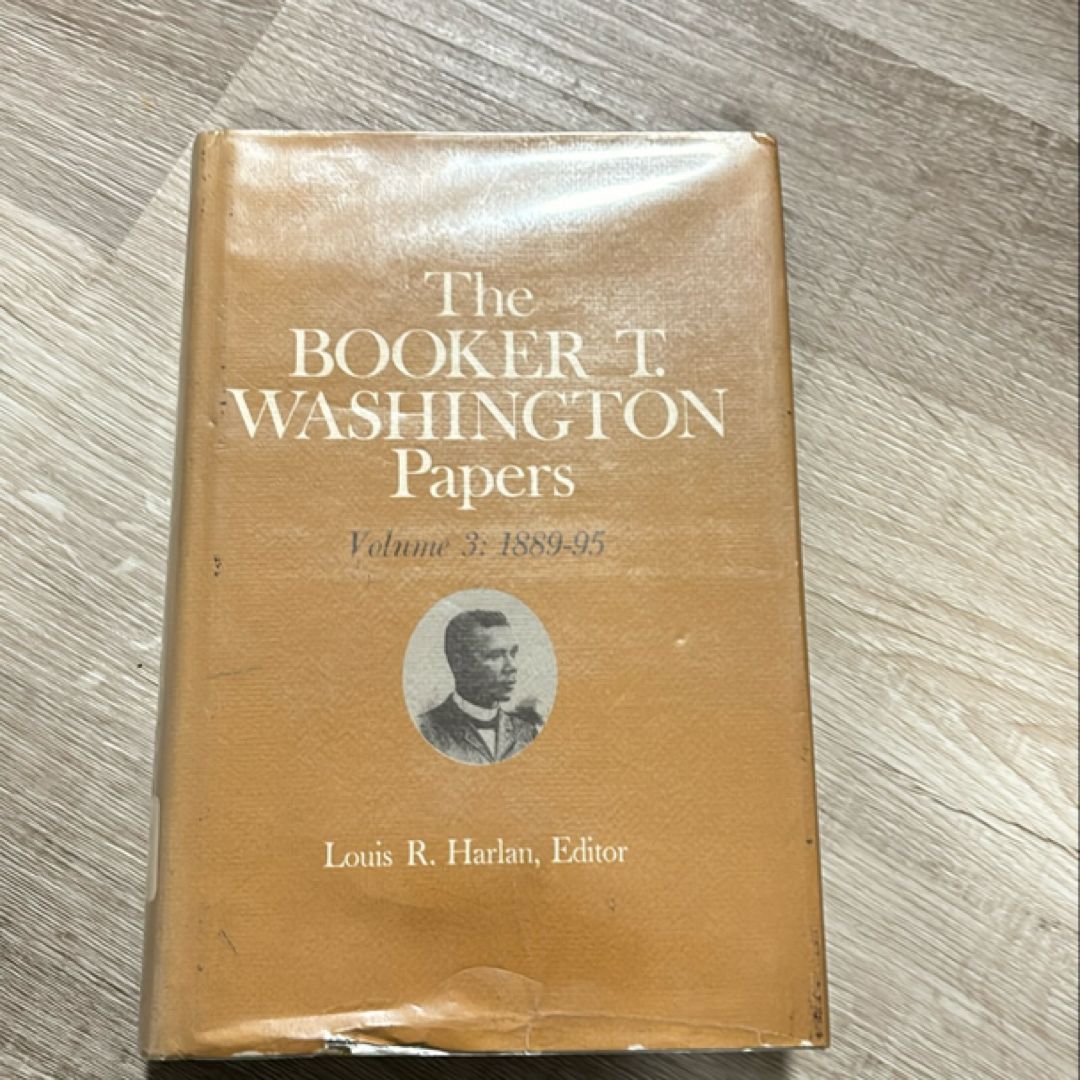 The
BOOKER T.
WASHINGTON
Papers
Volume 3: 1889-95
Louis R. Harlan, Editor